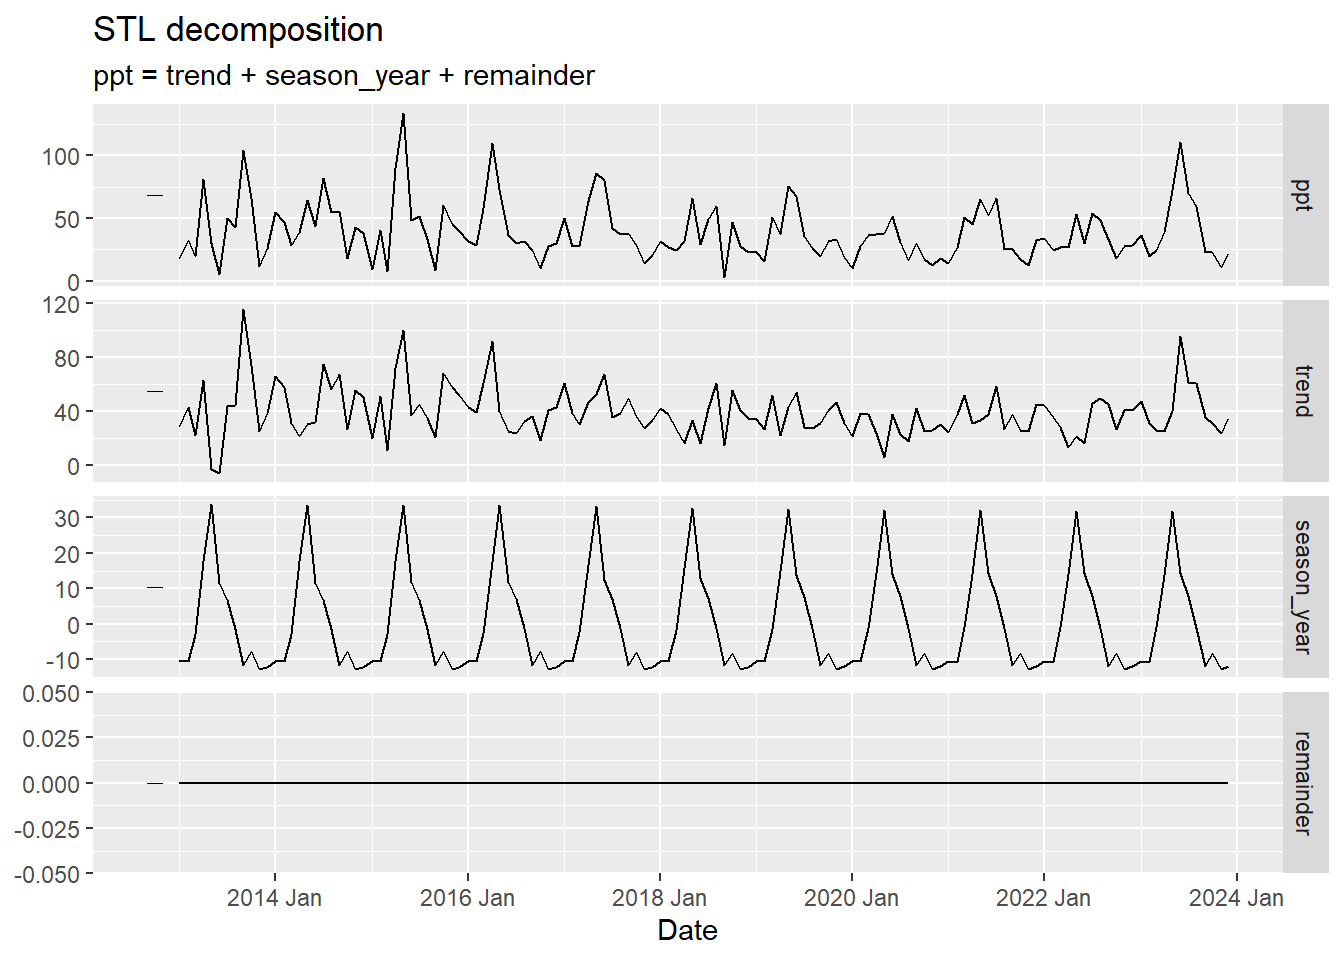 STL decomposition
ppt = trend + season_year + remainder
100
50
0
ppt
120
80
40
0
trend
30
20
10
0
-10
season_year
0.050
0.025
0.000
-0.025
-0.050
remainder
2014 Jan
2016 Jan
2018 Jan
2020 Jan
2022 Jan
2024 Jan
Date